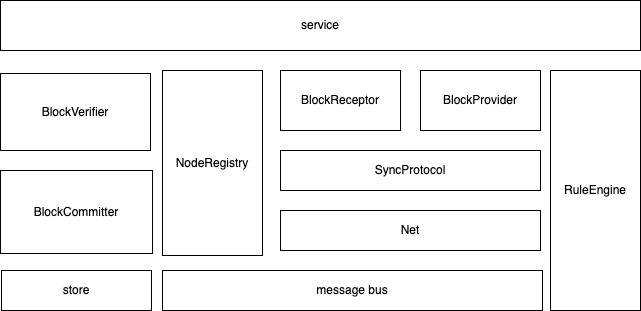 service
BlockVerifier
NodeRegistry
BlockReceptor
BlockProvider
SyncProtocol
RuleEngine
BlockCommitter
Net
store
message bus